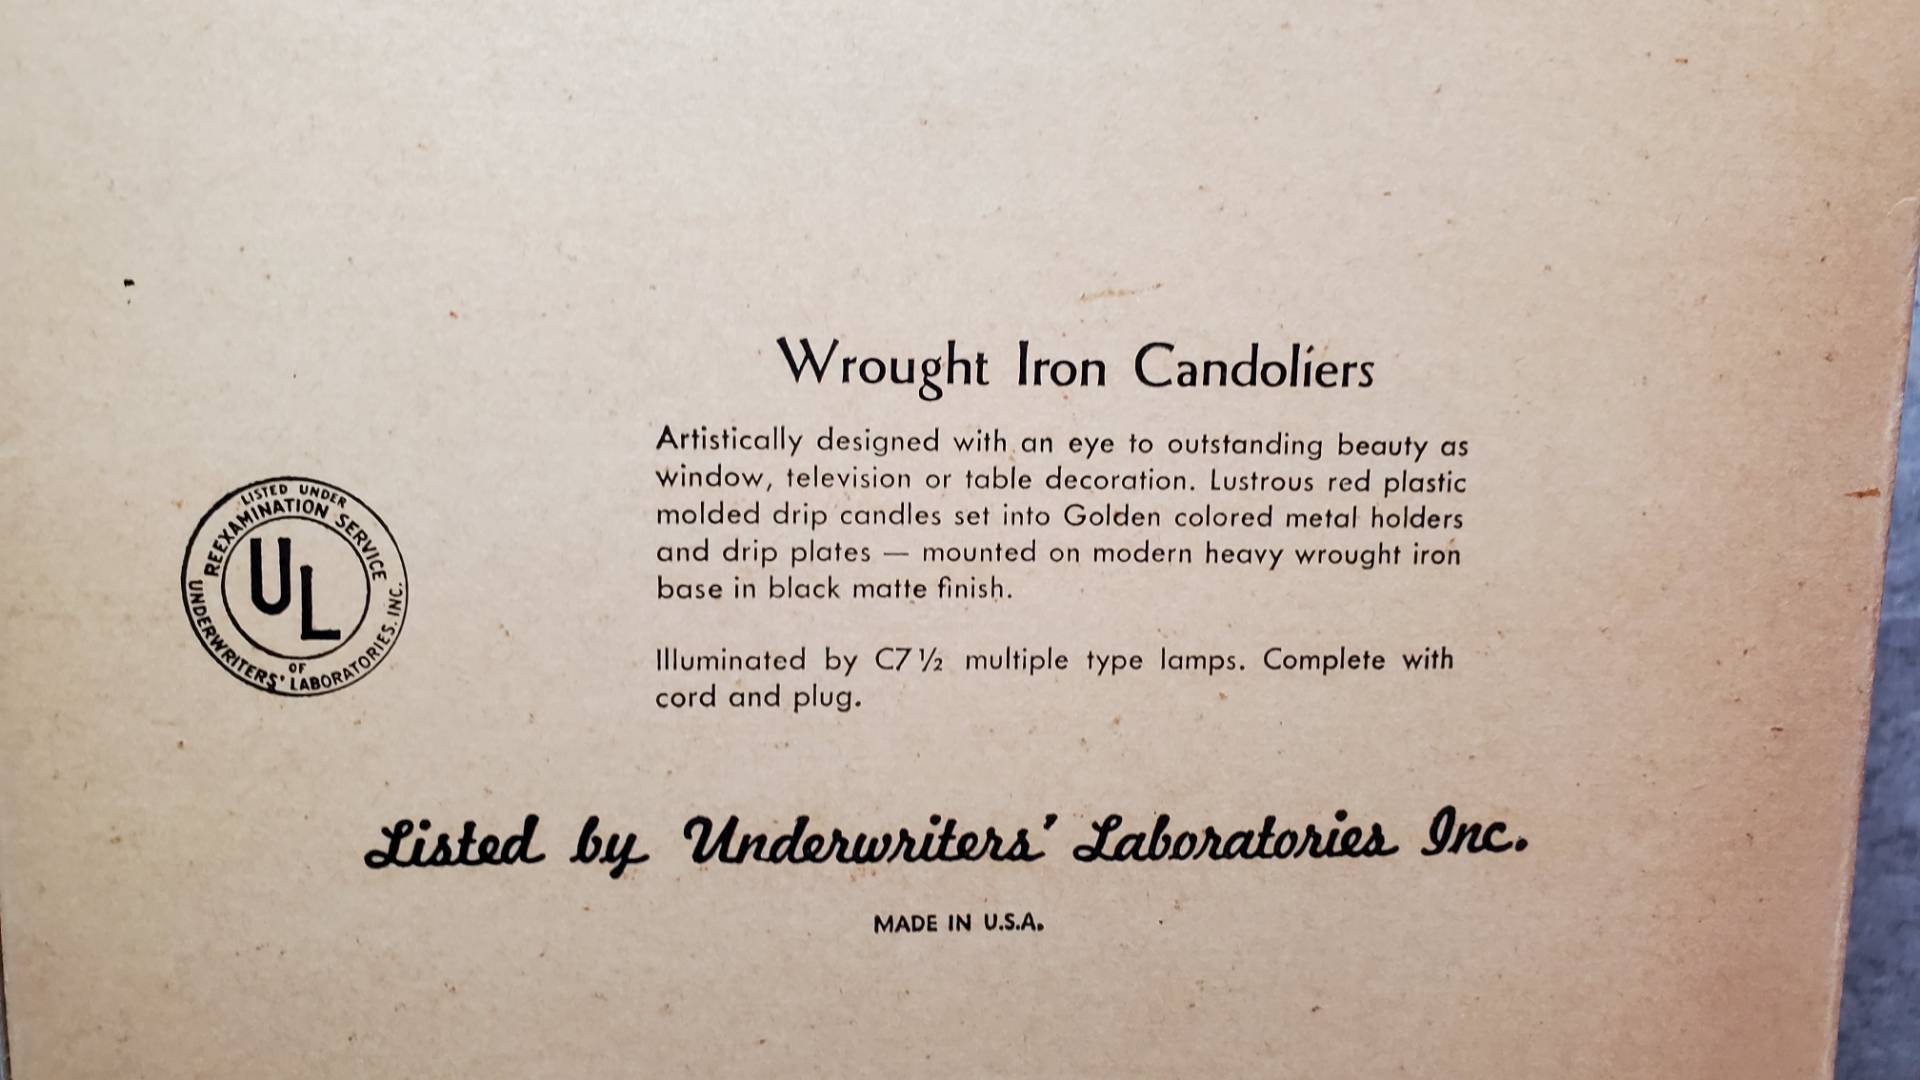 Wrought Iron Candoliers
Artistically designed with an eye to outstanding beauty as
window, television or table decoration. Lustrous red plastic
molded drip candles set into Golden colored metal holders
and drip plates — mounted on modern heavy wrought iron
base in black matte finish.
Illuminated by C7 ½ multiple type lamps. Complete with
cord and plug.
LISTED UNDER
REEXAMINATION SERVICE
UL
OF
UNDERWRITERS' LABORATORIES, INC.
Listed by Underwriters' Laboratories Inc.
MADE IN U.S.A.